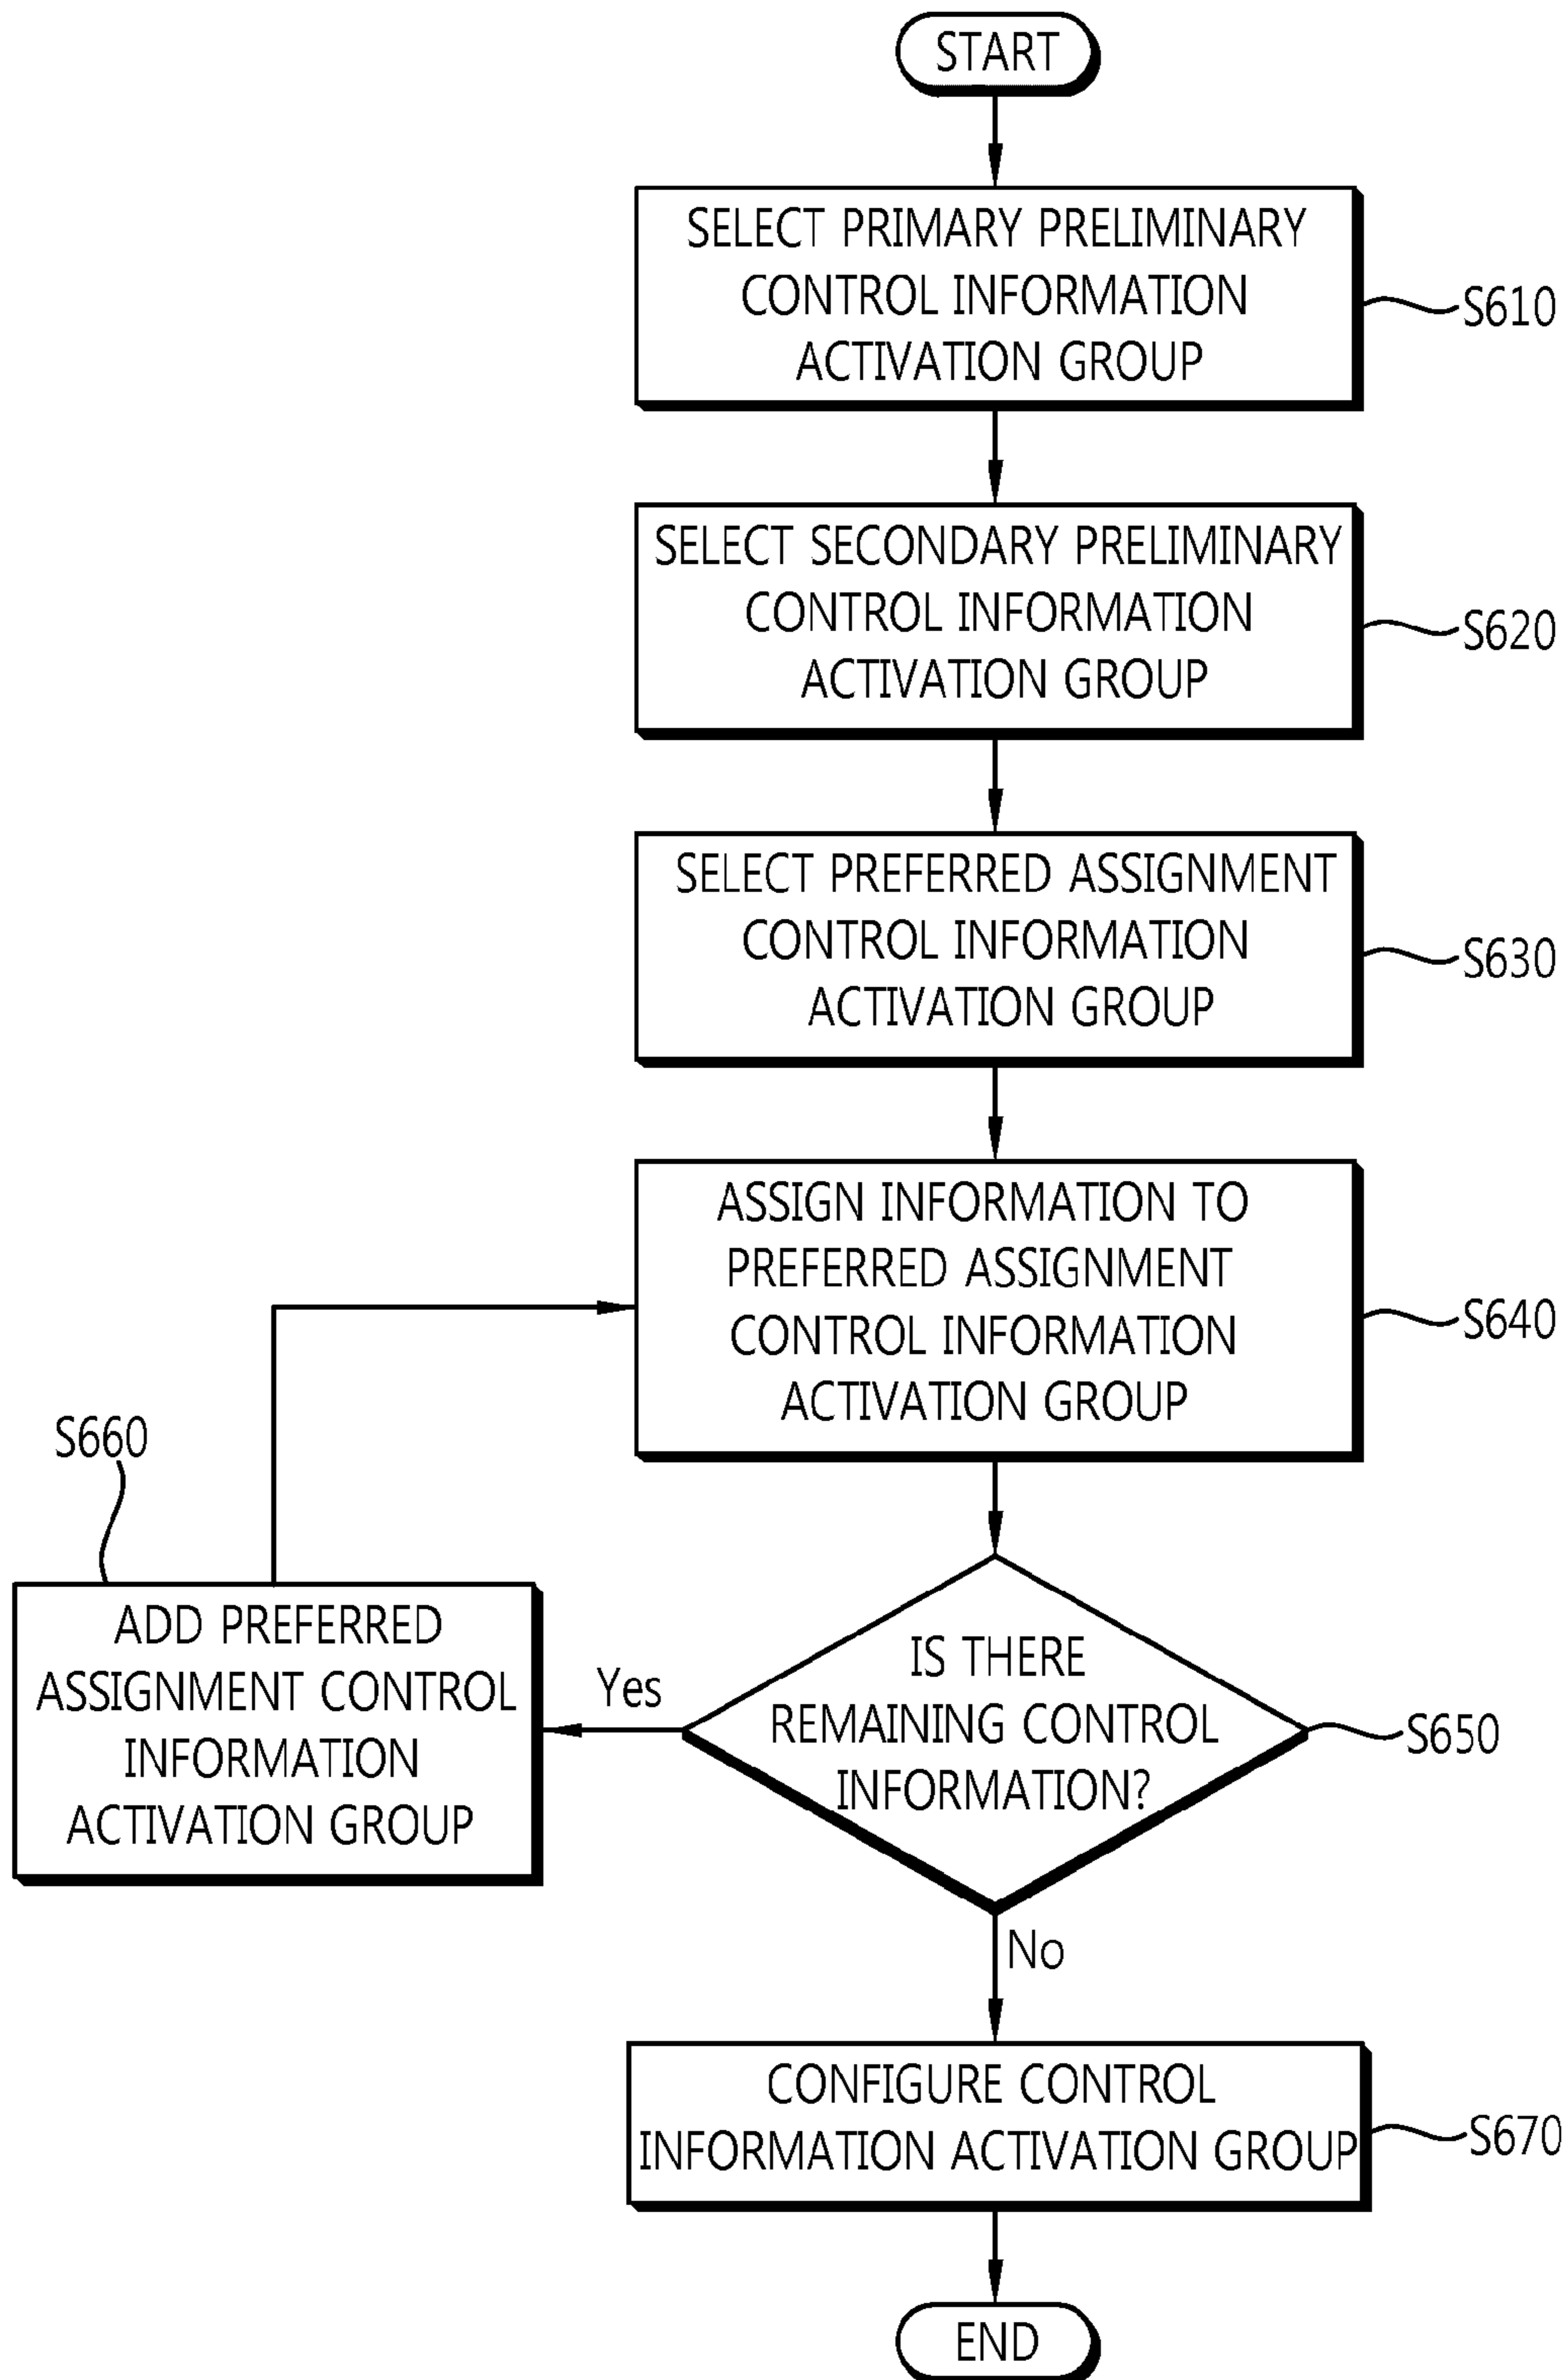 START
SELECT PRIMARY PRELIMINARY
CONTROL INFORMATION
ACTIVATION GROUP
S610
SELECT SECONDARY PRELIMINARY
CONTROL INFORMATION
ACTIVATION GROUP
S620
SELECT PREFERRED ASSIGNMENT
CONTROL INFORMATION
ACTIVATION GROUP
S630
ASSIGN INFORMATION TO
PREFERRED ASSIGNMENT
CONTROL INFORMATION
ACTIVATION GROUP
S640
S660
ADD PREFERRED
ASSIGNMENT CONTROL
INFORMATION
ACTIVATION GROUP
Yes
IS THERE
REMAINING CONTROL
INFORMATION?
S650
No
CONFIGURE CONTROL
INFORMATION ACTIVATION GROUP
S670
END